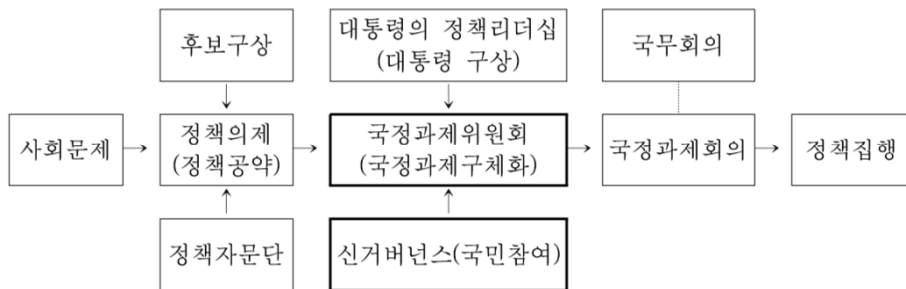 후보구상
대통령의 정책리더십
(대통령 구상)
국무회의
사회문제
정책의제
(정책공약)
국정과제위원회
(국정과제구체화)
국정과제회의
정책집행
정책자문단
신거버넌스(국민참여)